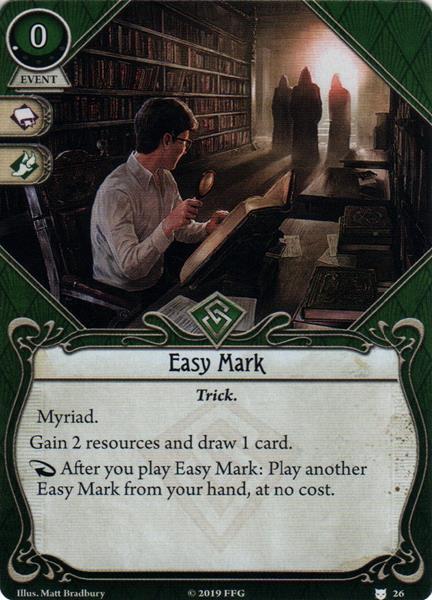 0
EVENT
Easy Mark
Trick.
Myriad.
Gain 2 resources and draw 1 card.
After you play Easy Mark: Play another
Easy Mark from your hand, at no cost.
Illus. Matt Bradbury
© 2019 FFG
26